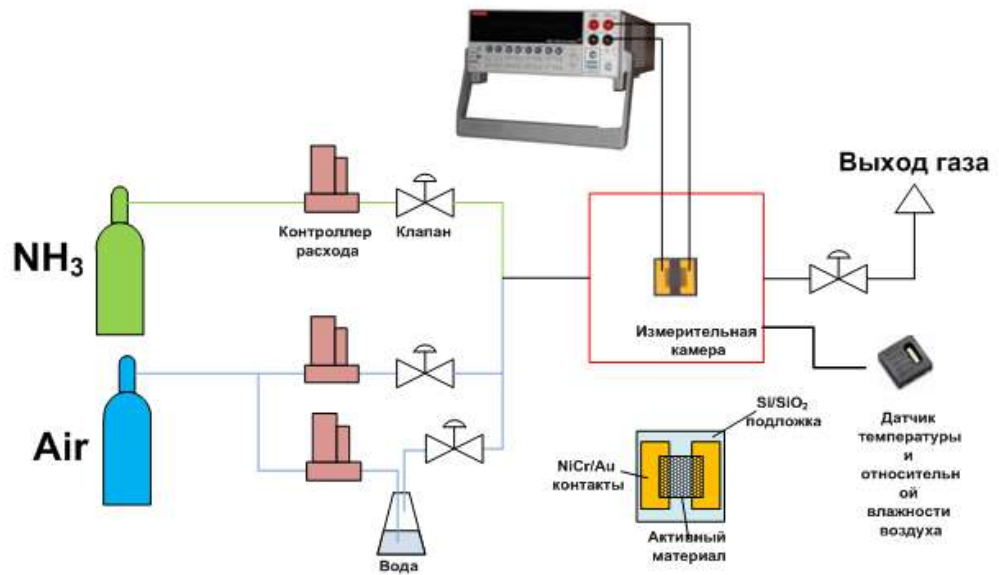 Выход газа
NH₃
Контроллер
расхода
Клапан
Измерительная
камера
Air
Si/SiO₂
подложка
NiCr/Au
контакты
Активный
материал
Датчик
температуры
и
относительн
ой
влажности
воздуха
Вода